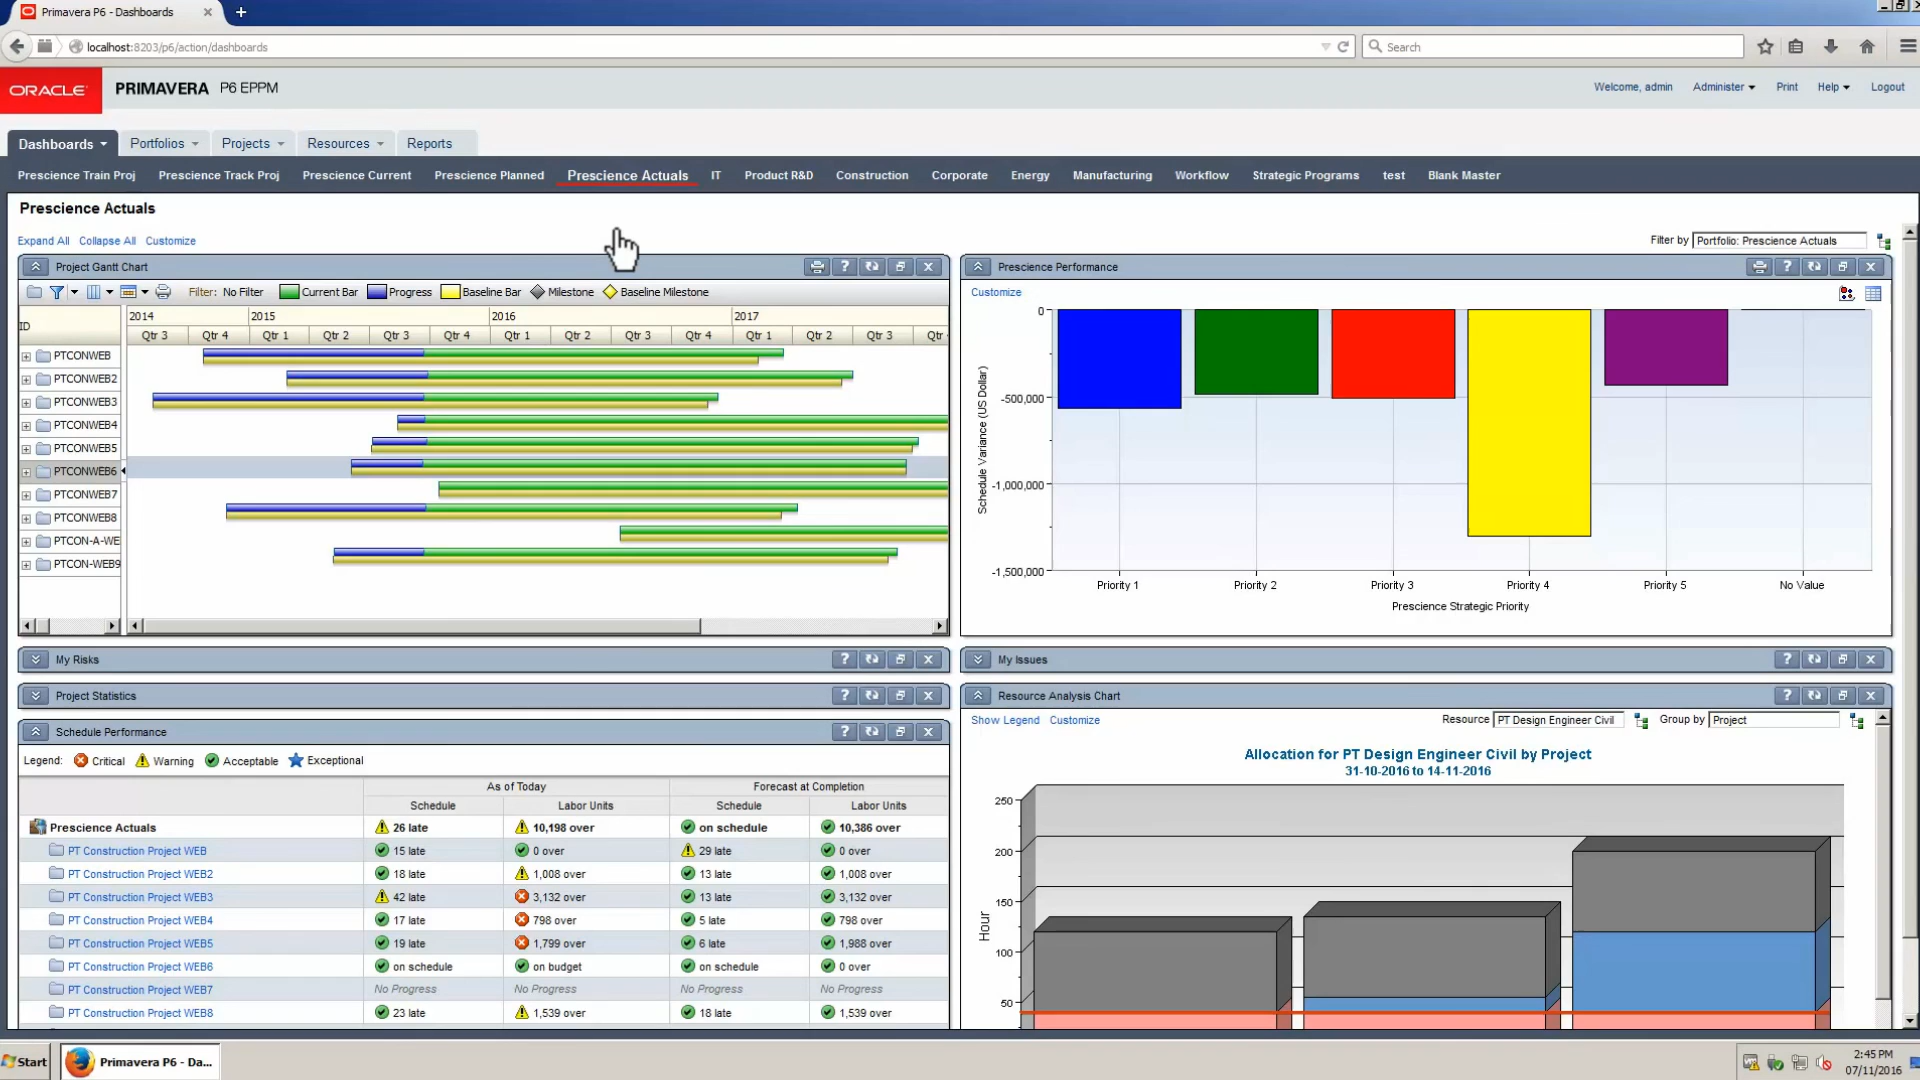 Primavera P6 - Dashboards
localhost:8203/p6/action/dashboards
Search
ORACLE
PRIMAVERA P6 EPPM
Welcome, admin Administer Print Help Logout
Dashboards Portfolios Projects Resources Reports
Prescience Train Proj Prescience Track Proj Prescience Current Prescience Planned Prescience Actuals IT Product R&D Construction Corporate Energy Manufacturing Workflow Strategic Programs test Blank Master
Prescience Actuals
Expand All Collapse All Customize
Filter by Portfolio: Prescience Actuals
Project Gantt Chart
Filter: No Filter Current Bar Progress Baseline Bar Milestone Baseline Milestone
ID
2014 2015 2016 2017
Qtr 3 Qtr 4 Qtr 1 Qtr 2 Qtr 3 Qtr 4 Qtr 1 Qtr 2 Qtr 3 Qtr 4 Qtr 1 Qtr 2 Qtr 3 Qtr
PTCONWEB
PTCONWEB2
PTCONWEB3
PTCONWEB4
PTCONWEB5
PTCONWEB6
PTCONWEB7
PTCONWEB8
PTCON-A-WE
PTCON-WEB9
Prescience Performance
Customize
Schedule Variance (US Dollar)
0
-500,000
-1,000,000
-1,500,000
Priority 1 Priority 2 Priority 3 Priority 4 Priority 5 No Value
Prescience Strategic Priority
My Risks
My Issues
Project Statistics
Schedule Performance
Legend: Critical Warning Acceptable Exceptional
As of Today Forecast at Completion
Schedule Labor Units Schedule Labor Units
Prescience Actuals 26 late 10,198 over on schedule 10,386 over
PT Construction Project WEB 15 late 0 over 29 late 0 over
PT Construction Project WEB2 18 late 1,008 over 13 late 1,008 over
PT Construction Project WEB3 42 late 3,132 over 13 late 3,132 over
PT Construction Project WEB4 17 late 798 over 5 late 798 over
PT Construction Project WEB5 19 late 1,799 over 6 late 1,988 over
PT Construction Project WEB6 on schedule on budget on schedule 0 over
PT Construction Project WEB7 No Progress No Progress No Progress No Progress
PT Construction Project WEB8 23 late 1,539 over 18 late 1,539 over
Resource Analysis Chart
Show Legend Customize
Resource PT Design Engineer Civil Group by Project
Allocation for PT Design Engineer Civil by Project
31-10-2016 to 14-11-2016
Hour
250
200
150
100
50
Start Primavera P6 - Da...
2:45 PM
07/11/2016